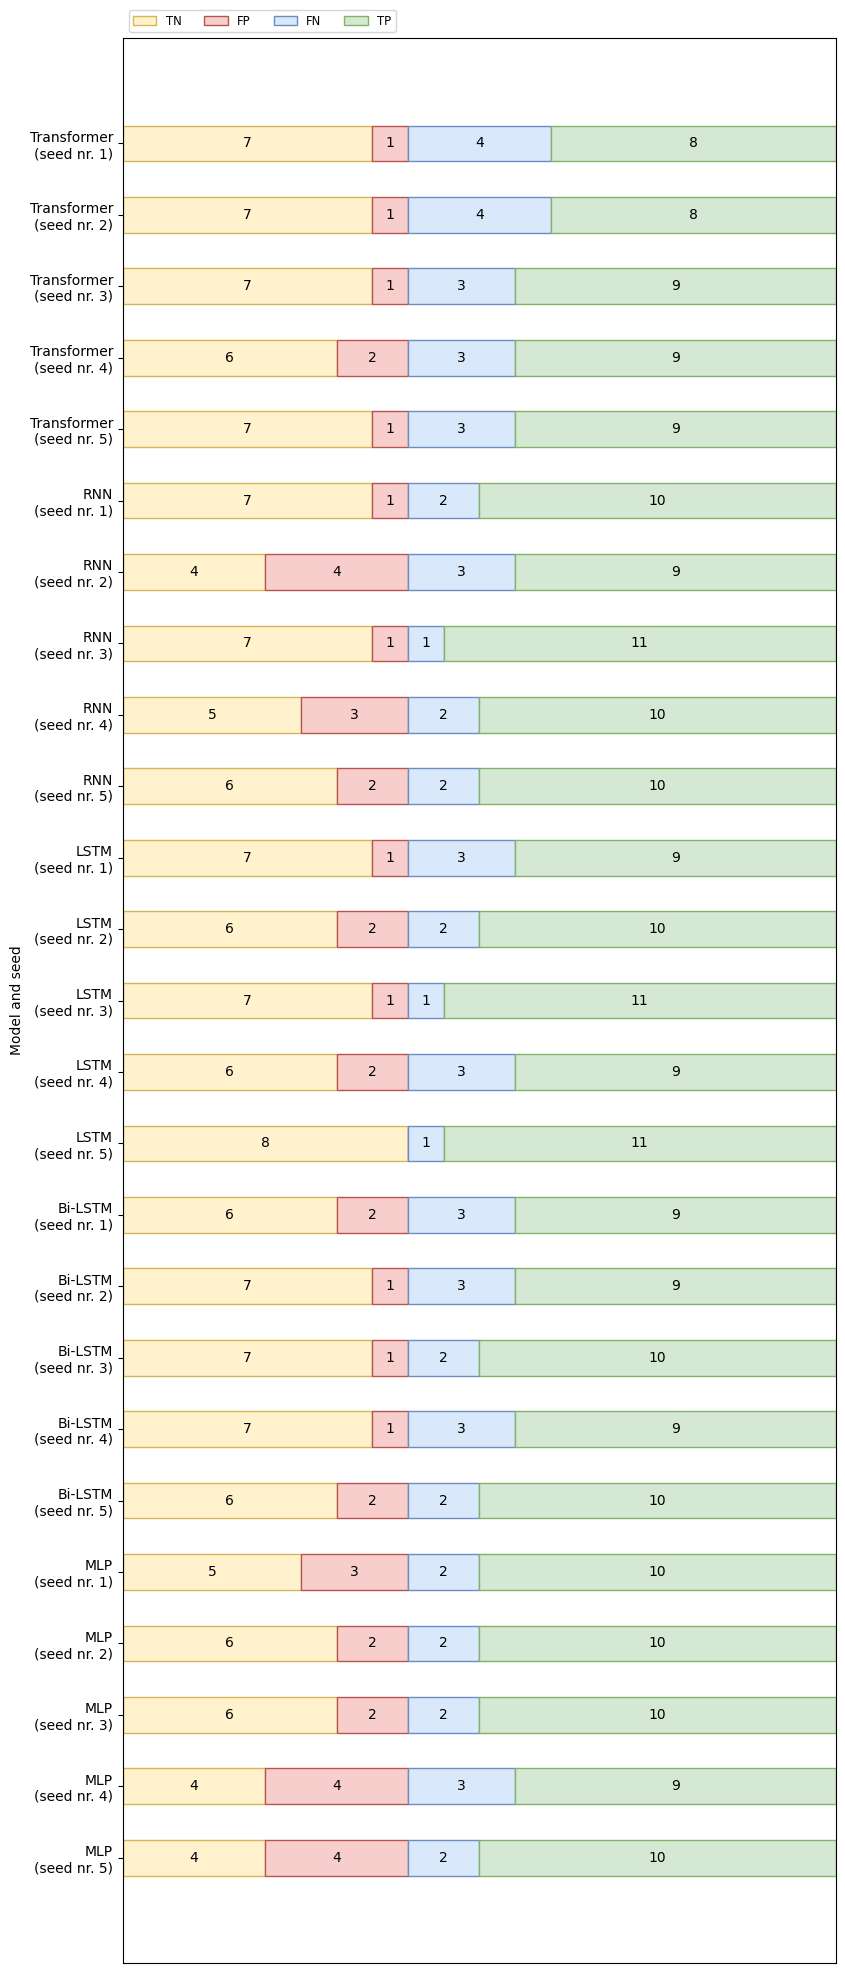 TN FP FN TP
Transformer
(seed nr. 1)
7 1 4 8
Transformer
(seed nr. 2)
7 1 4 8
Transformer
(seed nr. 3)
7 1 3 9
Transformer
(seed nr. 4)
6 2 3 9
Transformer
(seed nr. 5)
7 1 3 9
RNN
(seed nr. 1)
7 1 2 10
RNN
(seed nr. 2)
4 4 3 9
RNN
(seed nr. 3)
7 1 1 11
RNN
(seed nr. 4)
5 3 2 10
RNN
(seed nr. 5)
6 2 2 10
LSTM
(seed nr. 1)
7 1 3 9
LSTM
(seed nr. 2)
6 2 2 10
Model and seed
LSTM
(seed nr. 3)
7 1 1 11
LSTM
(seed nr. 4)
6 2 3 9
LSTM
(seed nr. 5)
8 1 11
Bi-LSTM
(seed nr. 1)
6 2 3 9
Bi-LSTM
(seed nr. 2)
7 1 3 9
Bi-LSTM
(seed nr. 3)
7 1 2 10
Bi-LSTM
(seed nr. 4)
7 1 3 9
Bi-LSTM
(seed nr. 5)
6 2 2 10
MLP
(seed nr. 1)
5 3 2 10
MLP
(seed nr. 2)
6 2 2 10
MLP
(seed nr. 3)
6 2 2 10
MLP
(seed nr. 4)
4 4 3 9
MLP
(seed nr. 5)
4 4 2 10